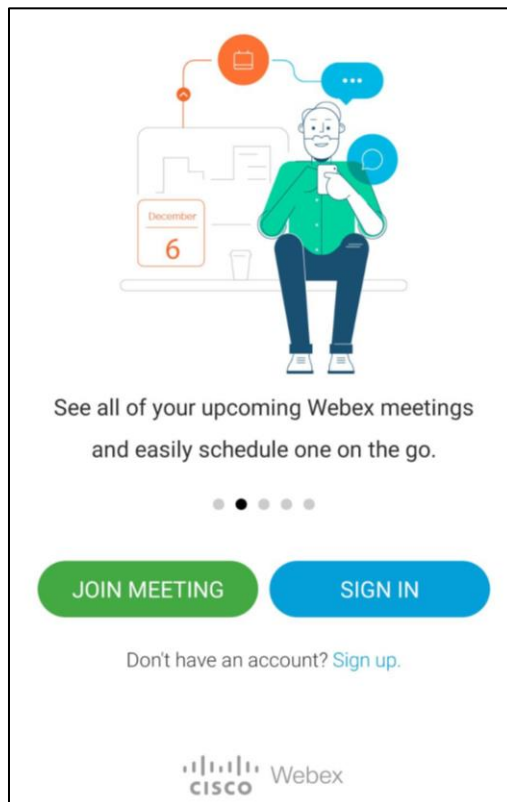 December
6
See all of your upcoming Webex meetings
and easily schedule one on the go.
JOIN MEETING
SIGN IN
Don't have an account? Sign up.
CISCO Webex